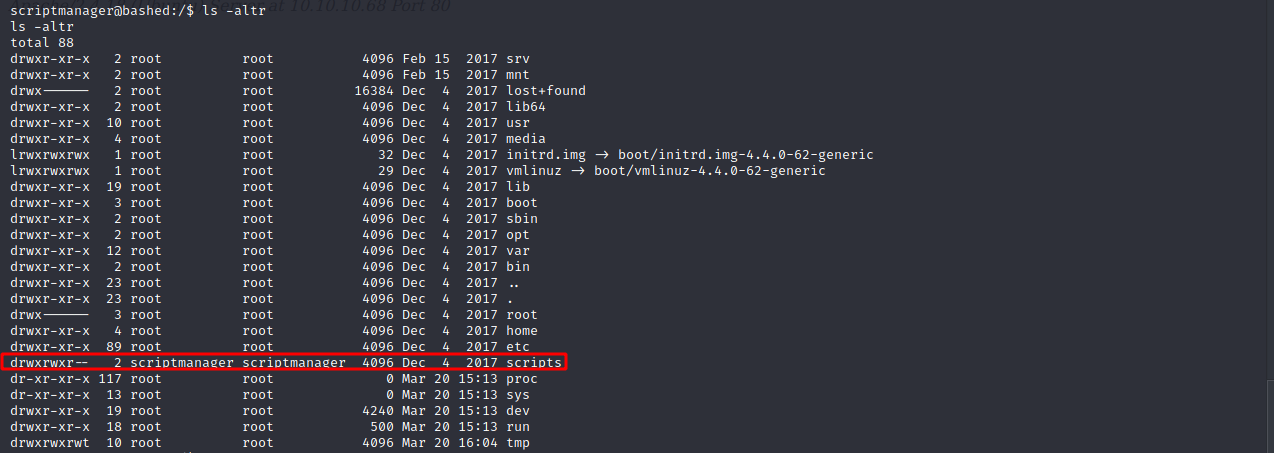 at 10.10.10.68 Port 80
scriptmanager@bashed:/$ ls -altr
ls -altr
total 88
drwxr-xr-x   2 root          root           4096 Feb 15  2017 srv
drwxr-xr-x   2 root          root           4096 Feb 15  2017 mnt
drwx------   2 root          root          16384 Dec  4  2017 lost+found
drwxr-xr-x   2 root          root           4096 Dec  4  2017 lib64
drwxr-xr-x  10 root          root           4096 Dec  4  2017 usr
drwxr-xr-x   4 root          root           4096 Dec  4  2017 media
lrwxrwxrwx   1 root          root             32 Dec  4  2017 initrd.img -> boot/initrd.img-4.4.0-62-generic
lrwxrwxrwx   1 root          root             29 Dec  4  2017 vmlinuz -> boot/vmlinuz-4.4.0-62-generic
drwxr-xr-x  19 root          root           4096 Dec  4  2017 lib
drwxr-xr-x   3 root          root           4096 Dec  4  2017 boot
drwxr-xr-x   2 root          root           4096 Dec  4  2017 sbin
drwxr-xr-x   2 root          root           4096 Dec  4  2017 opt
drwxr-xr-x  12 root          root           4096 Dec  4  2017 var
drwxr-xr-x   2 root          root           4096 Dec  4  2017 bin
drwxr-xr-x  23 root          root           4096 Dec  4  2017 ..
drwxr-xr-x  23 root          root           4096 Dec  4  2017 .
drwx------   3 root          root           4096 Dec  4  2017 root
drwxr-xr-x   4 root          root           4096 Dec  4  2017 home
drwxr-xr-x  89 root          root           4096 Dec  4  2017 etc
drwxrwxr--   2 scriptmanager scriptmanager  4096 Dec  4  2017 scripts
dr-xr-xr-x 117 root          root              0 Mar 20 15:13 proc
dr-xr-xr-x  13 root          root              0 Mar 20 15:13 sys
drwxr-xr-x  19 root          root           4240 Mar 20 15:13 dev
drwxr-xr-x  18 root          root            500 Mar 20 15:13 run
drwxrwxrwt  10 root          root           4096 Mar 20 16:04 tmp